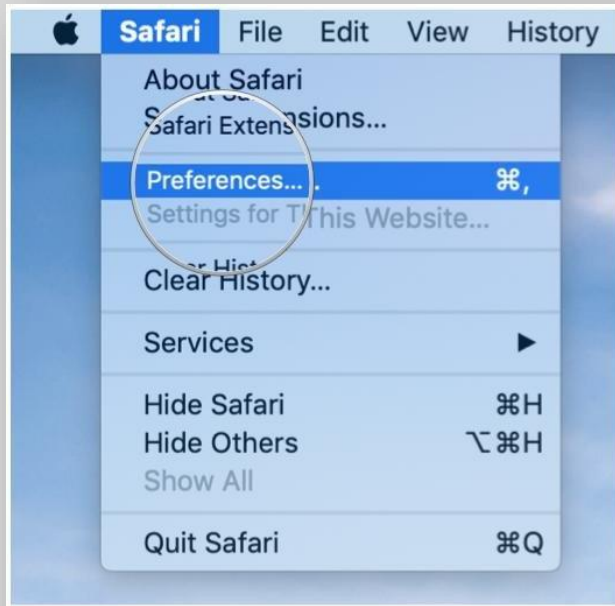 Safari File Edit View History
About Safari
Safari Extensions...
Preferences... ⌘,
Settings for This Website...
Clear History...
Services ▶
Hide Safari ⌘H
Hide Others ⌥⌘H
Show All
Quit Safari ⌘Q